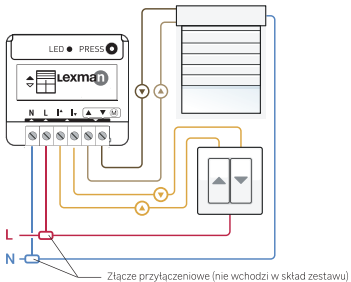 LED PRESS
Lexman
N L I▲ I▼ ▲ ▼ M
L
N
Złącze przyłączeniowe (nie wchodzi w skład zestawu)